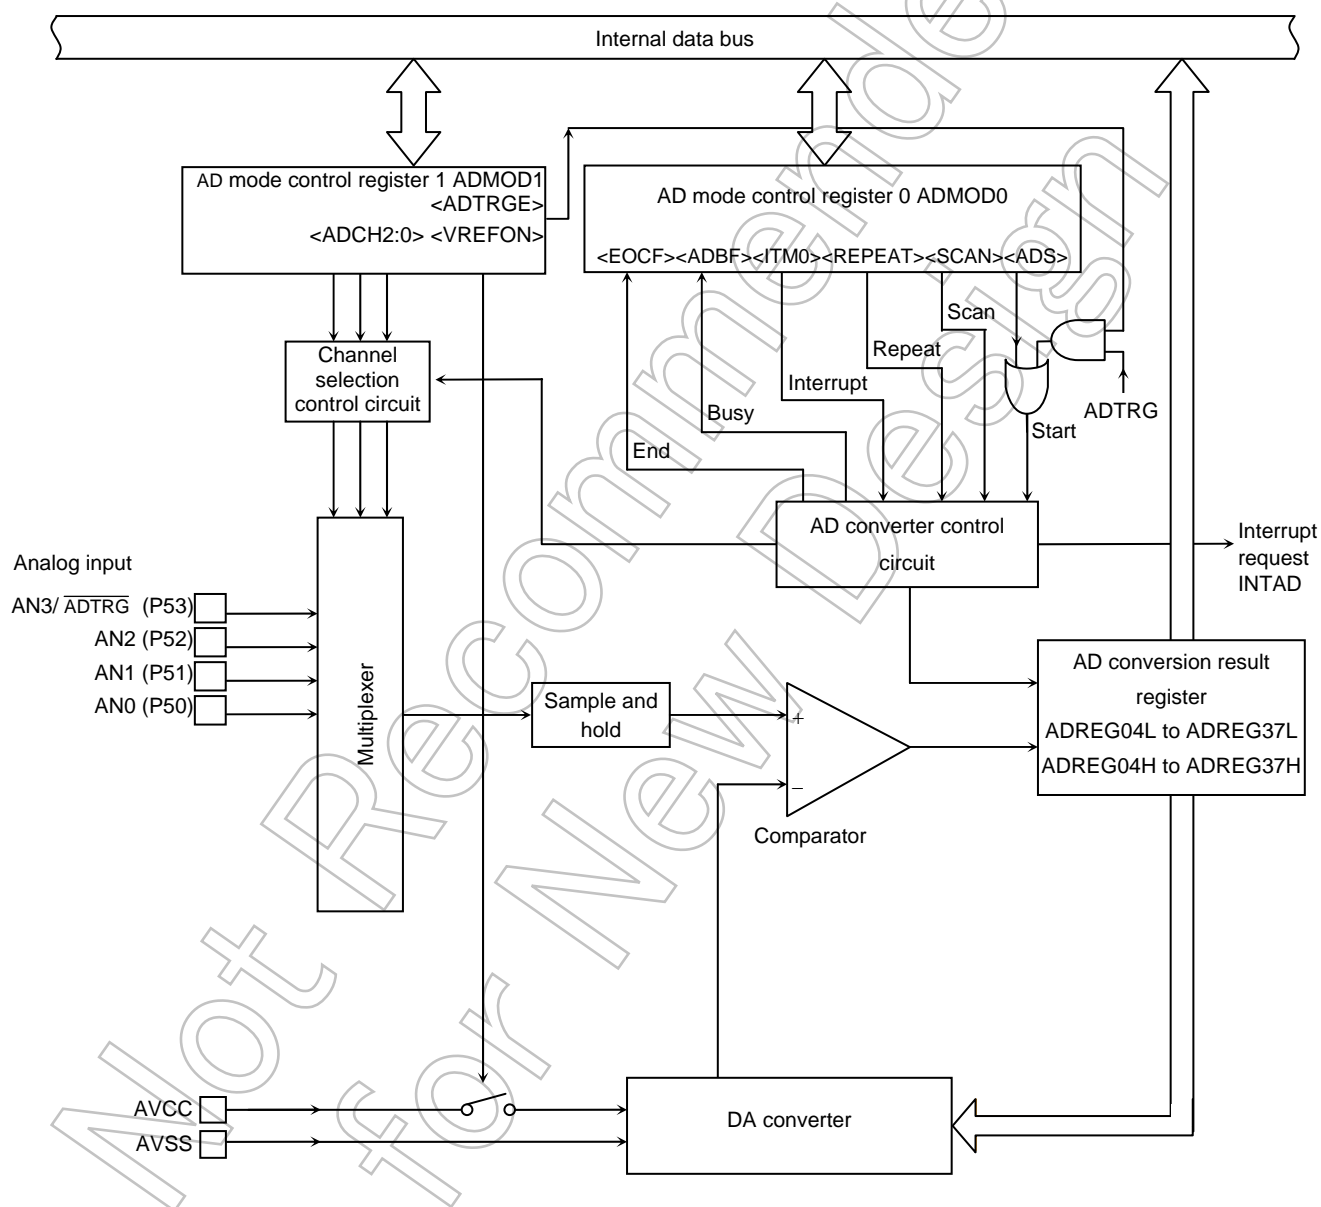 Internal data bus
AD mode control register 1 ADMOD1
<ADTRGE>
<ADCH2:0> <VREFON>
AD mode control register 0 ADMOD0
<EOCF><ADBF><ITM0><REPEAT><SCAN><ADS>
Scan
Repeat
Interrupt
Busy
End
Start
ADTRG
Channel
selection
control circuit
AD converter control
circuit
Interrupt
request
INTAD
Analog input
AN3/ ADTRG (P53)
AN2 (P52)
AN1 (P51)
AN0 (P50)
Multiplexer
Sample and
hold
+
−
Comparator
AD conversion result
register
ADREG04L to ADREG37L
ADREG04H to ADREG37H
AVCC
AVSS
DA converter
Not Recommended
for New Design